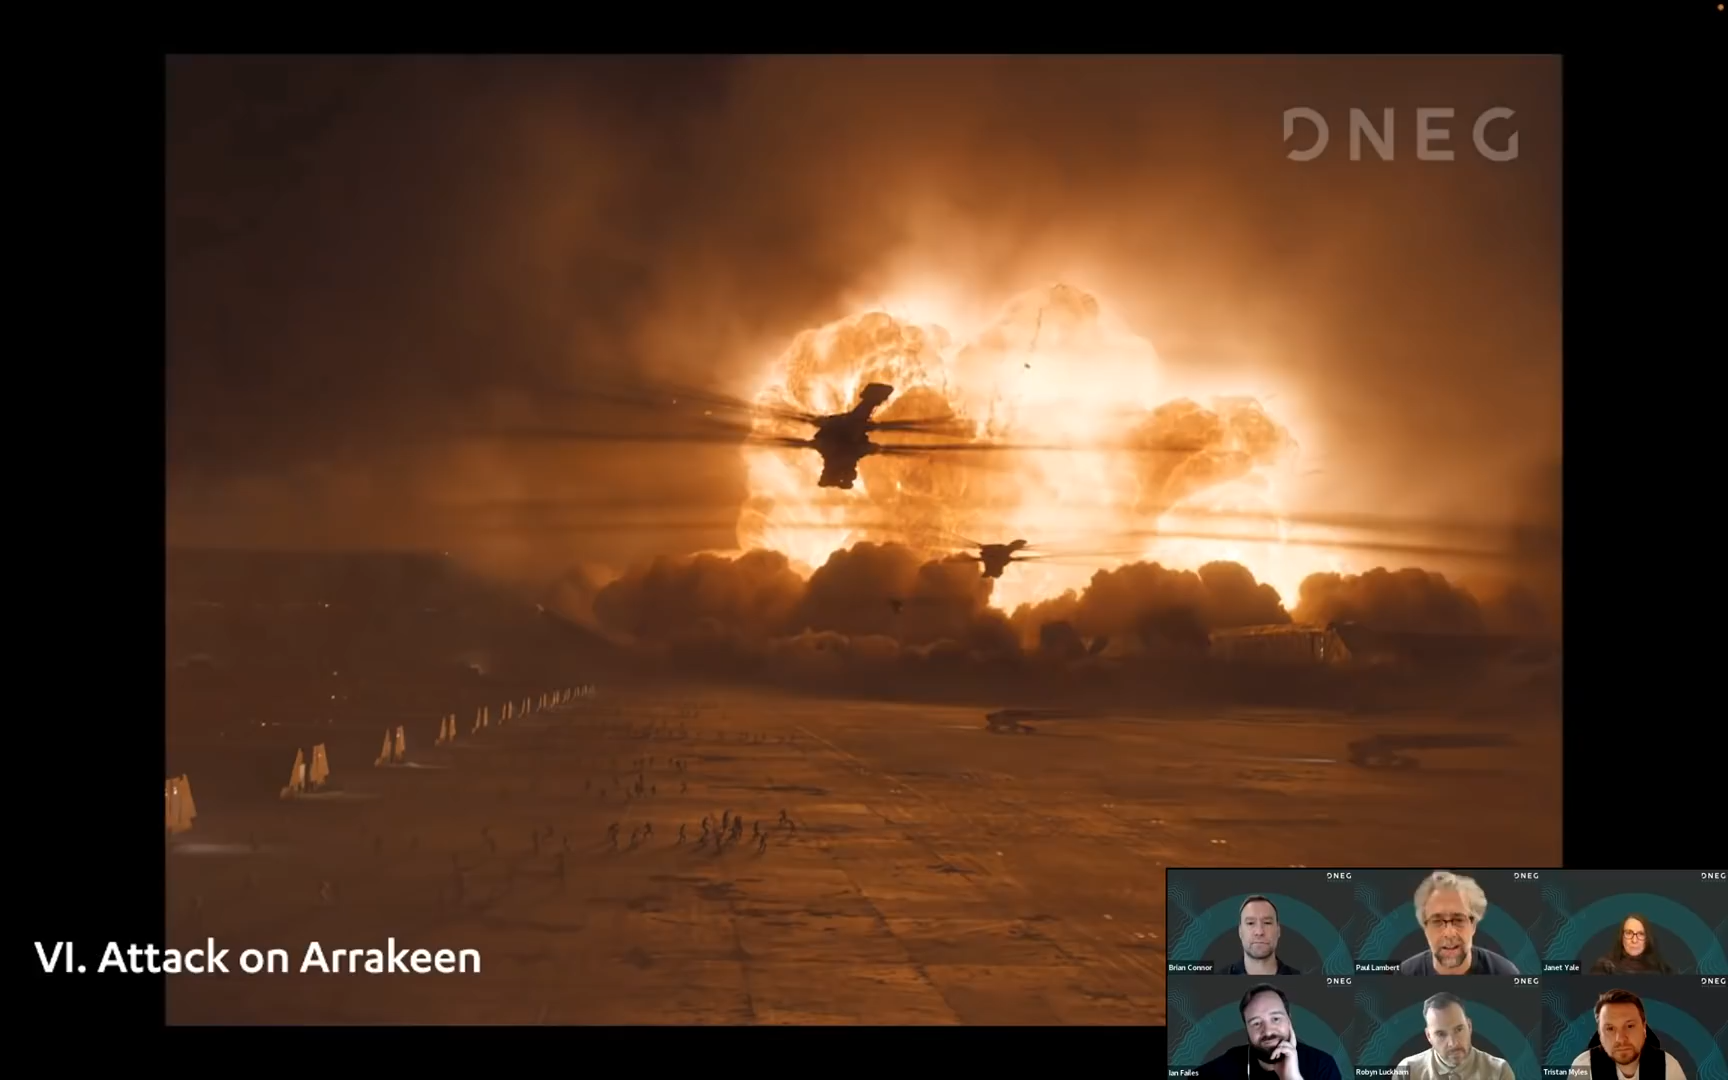 DNEG
VI. Attack on Arrakeen
DNEG
DNEG
DNEG
Brian Connor
Paul Lambert
Janet Yale
DNEG
DNEG
DNEG
Ian Failes
Robyn Luckham
Tristan Myles